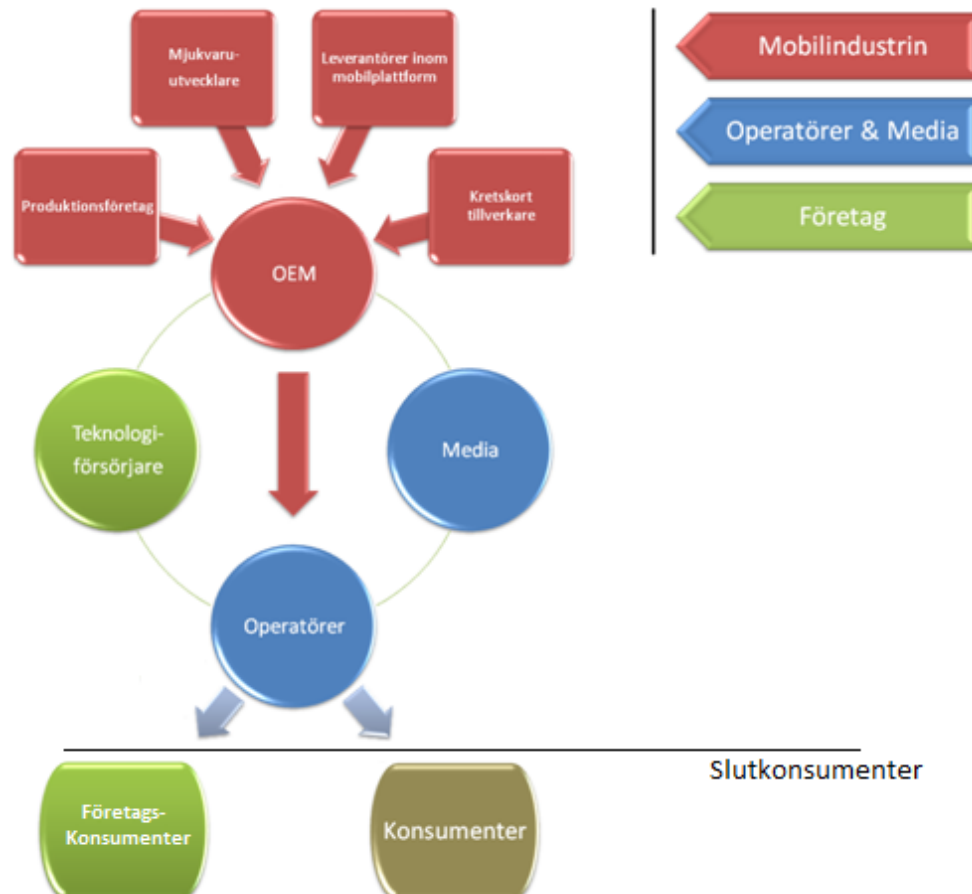 Mjukvaru-
utvecklare
Leverantörer inom
mobilplattform
Produktionsföretag
Kretskort
tillverkare
OEM
Teknologi-
försörjare
Media
Operatörer
Företags-
Konsumenter
Konsumenter
Slutkonsumenter
Mobilindustrin
Operatörer & Media
Företag